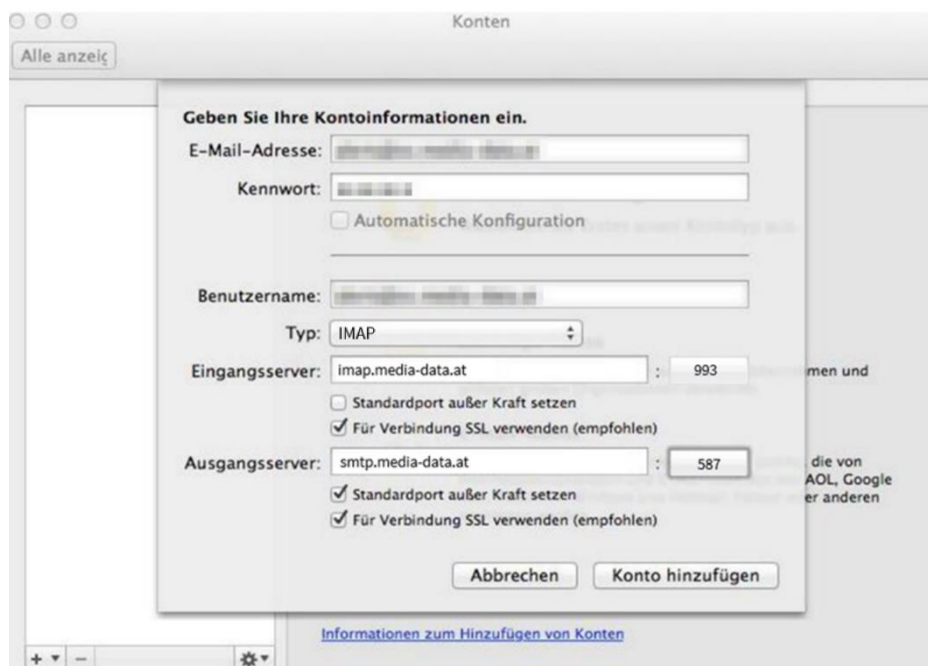 Konten
Alle anzeig
Geben Sie Ihre Kontoinformationen ein.
E-Mail-Adresse:
Kennwort:
Automatische Konfiguration
Benutzername:
Typ: IMAP
Eingangsserver: imap.media-data.at : 993
men und
Standardport außer Kraft setzen
Für Verbindung SSL verwenden (empfohlen)
Ausgangsserver: smtp.media-data.at : 587
, die von
AOL, Google
Standardport außer Kraft setzen
er anderen
Für Verbindung SSL verwenden (empfohlen)
Abbrechen Konto hinzufügen
Informationen zum Hinzufügen von Konten